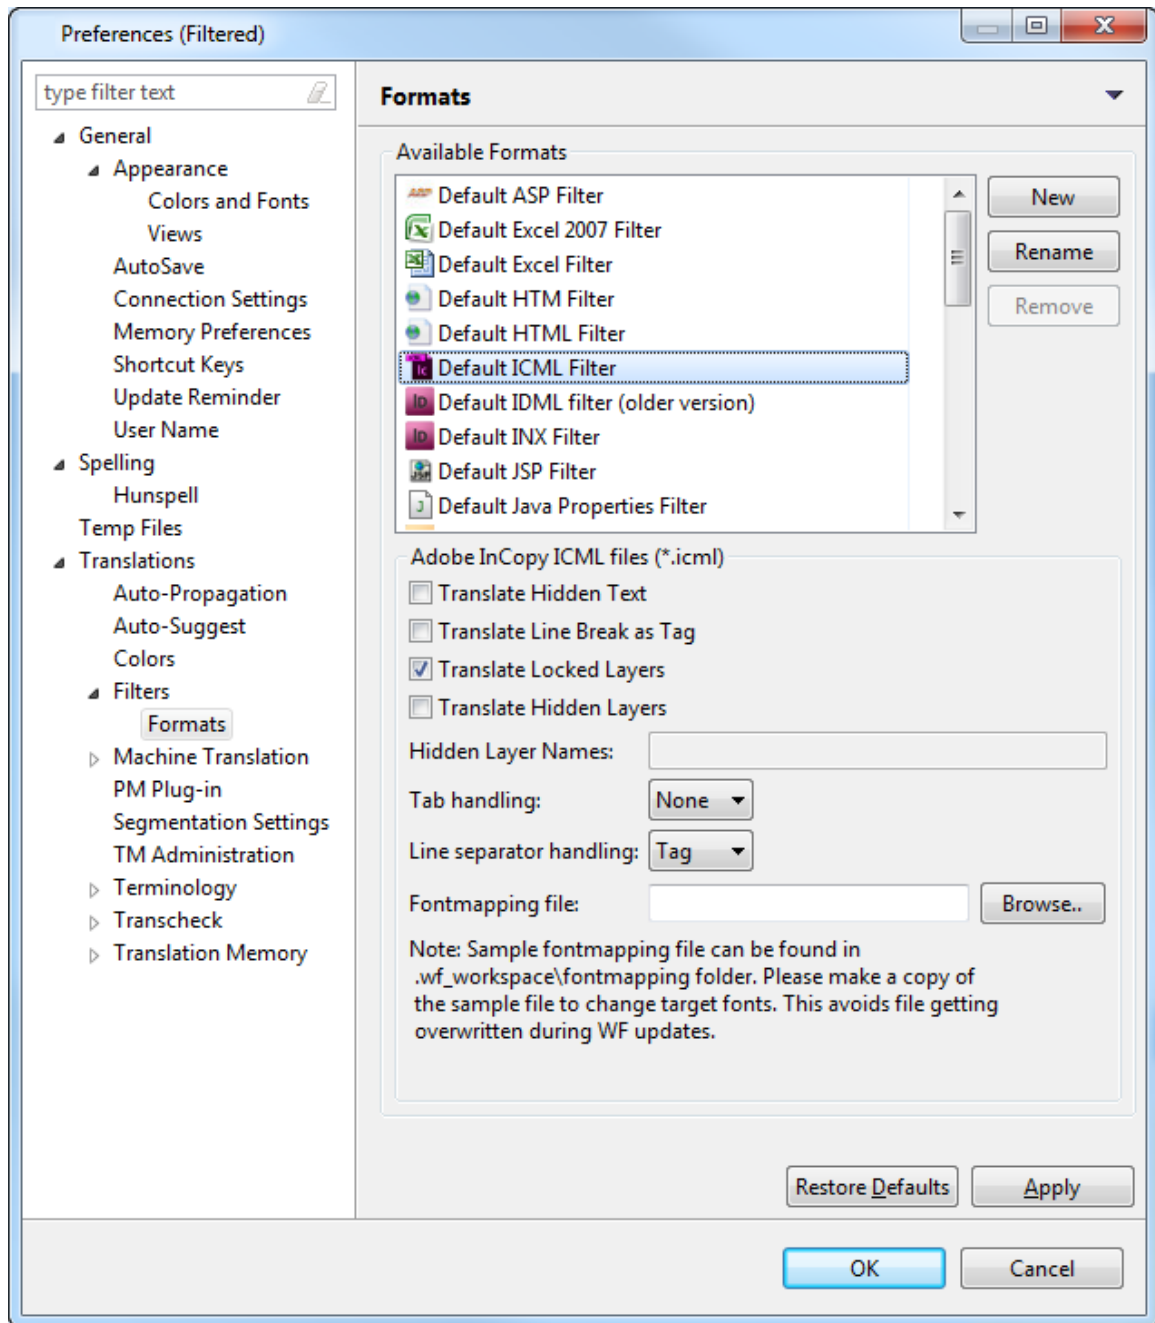 Preferences (Filtered)
type filter text
General
Appearance
Colors and Fonts
Views
AutoSave
Connection Settings
Memory Preferences
Shortcut Keys
Update Reminder
User Name
Spelling
Hunspell
Temp Files
Translations
Auto-Propagation
Auto-Suggest
Colors
Filters
Formats
Machine Translation
PM Plug-in
Segmentation Settings
TM Administration
Terminology
Transcheck
Translation Memory
Formats
Available Formats
Default ASP Filter
Default Excel 2007 Filter
Default Excel Filter
Default HTM Filter
Default HTML Filter
Default ICML Filter
Default IDML filter (older version)
Default INX Filter
Default JSP Filter
Default Java Properties Filter
New
Rename
Remove
Adobe InCopy ICML files (*.icml)
Translate Hidden Text
Translate Line Break as Tag
Translate Locked Layers
Translate Hidden Layers
Hidden Layer Names:
Tab handling: None
Line separator handling: Tag
Fontmapping file: Browse..
Note: Sample fontmapping file can be found in
.wf_workspace\fontmapping folder. Please make a copy of
the sample file to change target fonts. This avoids file getting
overwritten during WF updates.
Restore Defaults Apply
OK Cancel